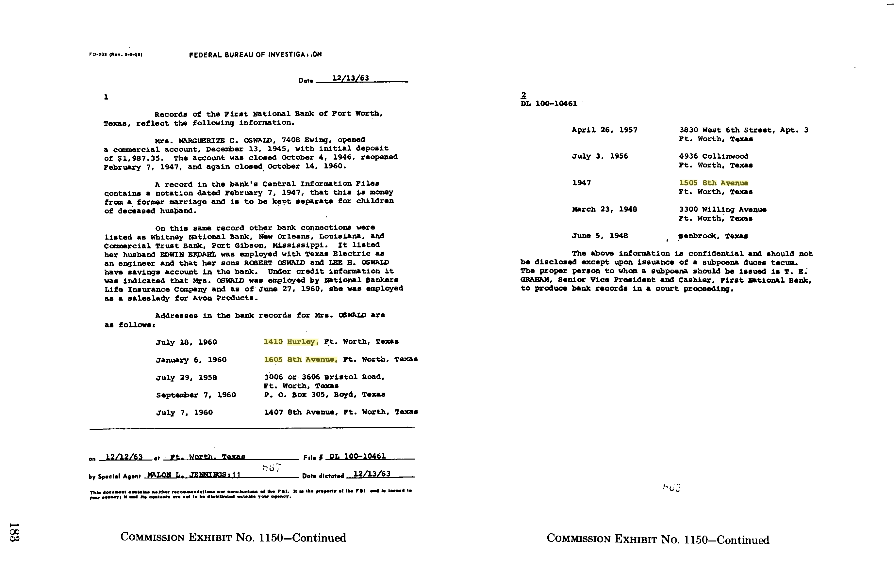 FD-302 (Rev. 3-3-59)
FEDERAL BUREAU OF INVESTIGATION
Date 12/13/63
1
Records of the First National Bank of Fort Worth,
Texas, reflect the following information.
Mrs. MARGUERITE C. OSWALD, 7408 Ewing, opened
a commercial account, December 13, 1945, with initial deposit
of $1,987.35. The account was closed October 4, 1946, reopened
February 7, 1947, and again closed October 14, 1960.
A record in the bank's Central Information Files
contains a notation dated February 7, 1947, that this is money
from a former marriage and is to be kept separate for children
of deceased husband.
On this same record other bank connections were
listed as Whitney National Bank, New Orleans, Louisiana, and
Commercial Trust Bank, Port Gibson, Mississippi. It listed
her husband EDWIN EKDAHL was employed with Texas Electric as
an engineer and that her sons ROBERT OSWALD and LEE H. OSWALD
have savings account in the bank. Under credit information it
was indicated that Mrs. OSWALD was employed by National Bankers
Life Insurance Company and as of June 27, 1960, she was employed
as a saleslady for Avon Products.
Addresses in the bank records for Mrs. OSWALD are
as follows:
July 18, 1960 1410 Hurley, Ft. Worth, Texas
January 6, 1960 1605 8th Avenue, Ft. Worth, Texas
July 29, 1958 3006 or 3606 Bristol Road,
Ft. Worth, Texas
September 7, 1960 P. O. Box 305, Boyd, Texas
July 7, 1960 1407 8th Avenue, Ft. Worth, Texas
on 12/12/63 at Ft. Worth, Texas File # DL 100-10461
by Special Agent Date dictated 12/13/63
This document contains neither recommendations nor conclusions of the FBI. It is the property of the FBI and is loaned to
your agency; it and its contents are not to be distributed outside your agency.
183
COMMISSION EXHIBIT No. 1150—Continued
2
DL 100-10461
April 26, 1957 3830 West 6th Street, Apt. 3
Ft. Worth, Texas
July 3, 1956 4936 Collinwood
Ft. Worth, Texas
1947 1505 8th Avenue
Ft. Worth, Texas
March 23, 1948 3300 Willing Avenue
Ft. Worth, Texas
June 5, 1948 Benbrook, Texas
The above information is confidential and should not
be disclosed except upon issuance of a subpoena duces tecum.
The proper person to whom a subpoena should be issued is T. E.
GRAHAM, Senior Vice President and Cashier, First National Bank,
to produce bank records in a court proceeding.
COMMISSION EXHIBIT No. 1150—Continued